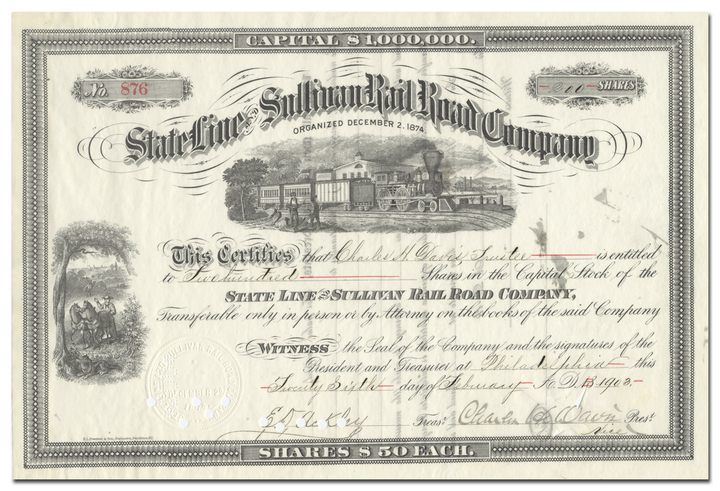 CAPITAL $1,000,000.
No. 876
200 SHARES
State Line and Sullivan Rail Road Company
ORGANIZED DECEMBER 2, 1874
This Certifies that Charles H. Davis, Trustee is entitled
to Two hundred Shares in the Capital Stock of the
STATE LINE AND SULLIVAN RAIL ROAD COMPANY,
Transferable only in person or by Attorney on the books of the said Company
WITNESS the Seal of the Company and the signatures of the
President and Treasurer at Philadelphia this
Twenty Sixth day of February A.D. 1903.
Treasr. Charles H. Davis Prest.
Vice
SHARES $50 EACH.